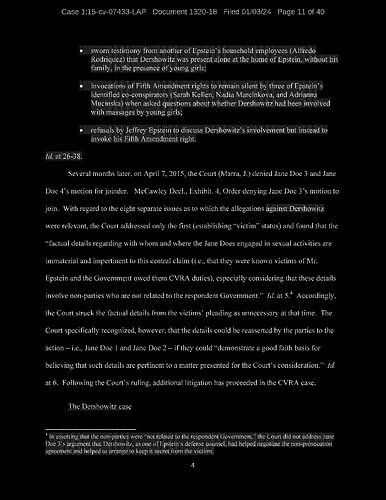 Case 1:15-cv-07433-LAP Document 1320-18 Filed 01/03/24 Page 11 of 40
• sworn testimony from another of Epstein's household employees (Alfredo
Rodriquez) that Dershowitz was present alone at the home of Epstein, without his
family, in the presence of young girls;
• invocations of Fifth Amendment rights to remain silent by three of Epstein's
identified co-conspirators (Sarah Kellen, Nadia Marcinkova, and Adrianna
Mucinska) when asked questions about whether Dershowitz had been involved
with massages by young girls;
• refusals by Jeffrey Epstein to discuss Dershowitz's involvement but instead to
invoke his Fifth Amendment right.
Id. at 26-38.
Several months later, on April 7, 2015, the Court (Marra, J.) denied Jane Doe 3 and Jane
Doe 4's motion for joinder. McCawley Decl., Exhibit. 4, Order denying Jane Doe 3's motion to
join. With regard to the eight separate issues as to which the allegations against Dershowitz
were relevant, the Court addressed only the first (establishing "victim" status) and found that the
"factual details regarding with whom and where the Jane Does engaged in sexual activities are
immaterial and impertinent to this central claim (i.e., that they were known victims of Mr.
Epstein and the Government owed them CVRA duties), especially considering that these details
involve non-parties who are not related to the respondent Government." Id. at 5.4 Accordingly,
the Court struck the factual details from the victims' pleading as unnecessary at that time. The
Court specifically recognized, however, that the details could be reasserted by the parties to the
action – i.e., Jane Doe 1 and Jane Doe 2 – if they could "demonstrate a good faith basis for
believing that such details are pertinent to a matter presented for the Court's consideration." Id.
at 6. Following the Court's ruling, additional litigation has proceeded in the CVRA case.
The Dershowitz case
4 In asserting that the non-parties were "not related to the respondent Government," the Court did not address Jane
Doe 3's argument that Dershowitz, as one of Epstein's defense counsel, had helped negotiate the non-prosecution
agreement and helped to arrange to keep it secret from the victims.
4